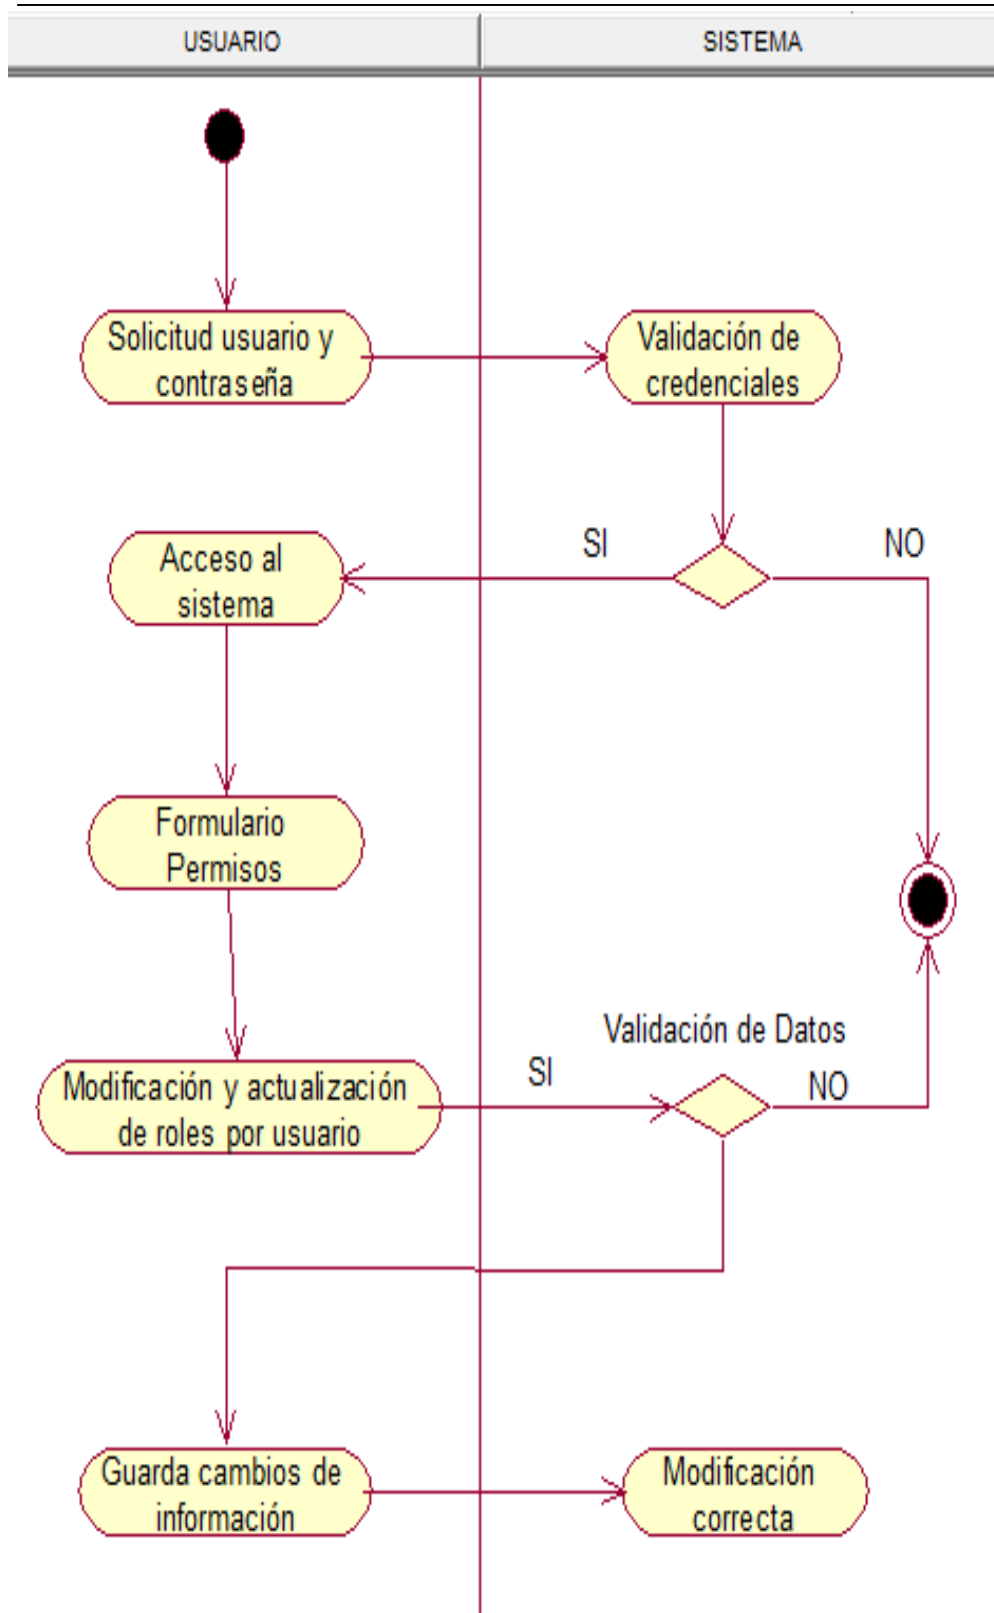 USUARIO
SISTEMA
Solicitud usuario y
contraseña
Validación de
credenciales
Acceso al
sistema
SI
NO
Formulario
Permisos
Validación de Datos
Modificación y actualización
de roles por usuario
SI
NO
Guarda cambios de
información
Modificación
correcta